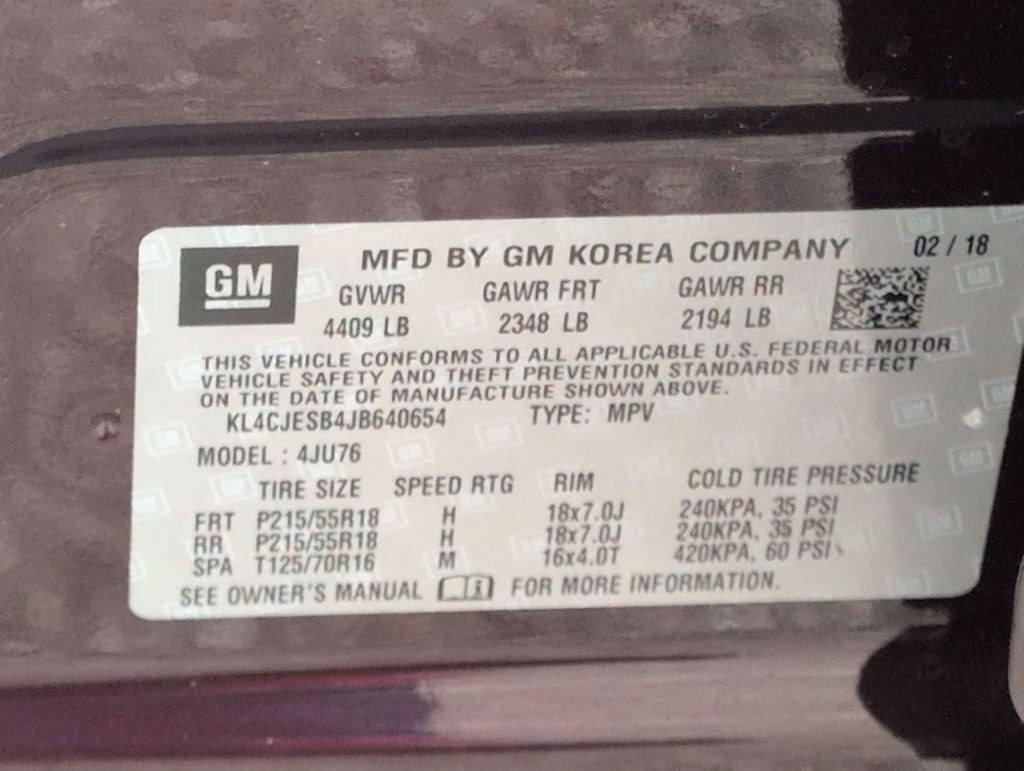 GM
MFD BY GM KOREA COMPANY 02 / 18
GVWR GAWR FRT GAWR RR
4409 LB 2348 LB 2194 LB
THIS VEHICLE CONFORMS TO ALL APPLICABLE U.S. FEDERAL MOTOR
VEHICLE SAFETY AND THEFT PREVENTION STANDARDS IN EFFECT
ON THE DATE OF MANUFACTURE SHOWN ABOVE.
KL4CJESB4JB640654 TYPE: MPV
MODEL : 4JU76
TIRE SIZE SPEED RTG RIM COLD TIRE PRESSURE
FRT P215/55R18 H 18x7.0J 240KPA, 35 PSI
RR P215/55R18 H 18x7.0J 240KPA, 35 PSI
SPA T125/70R16 M 16x4.0T 420KPA, 60 PSI
SEE OWNER'S MANUAL FOR MORE INFORMATION.